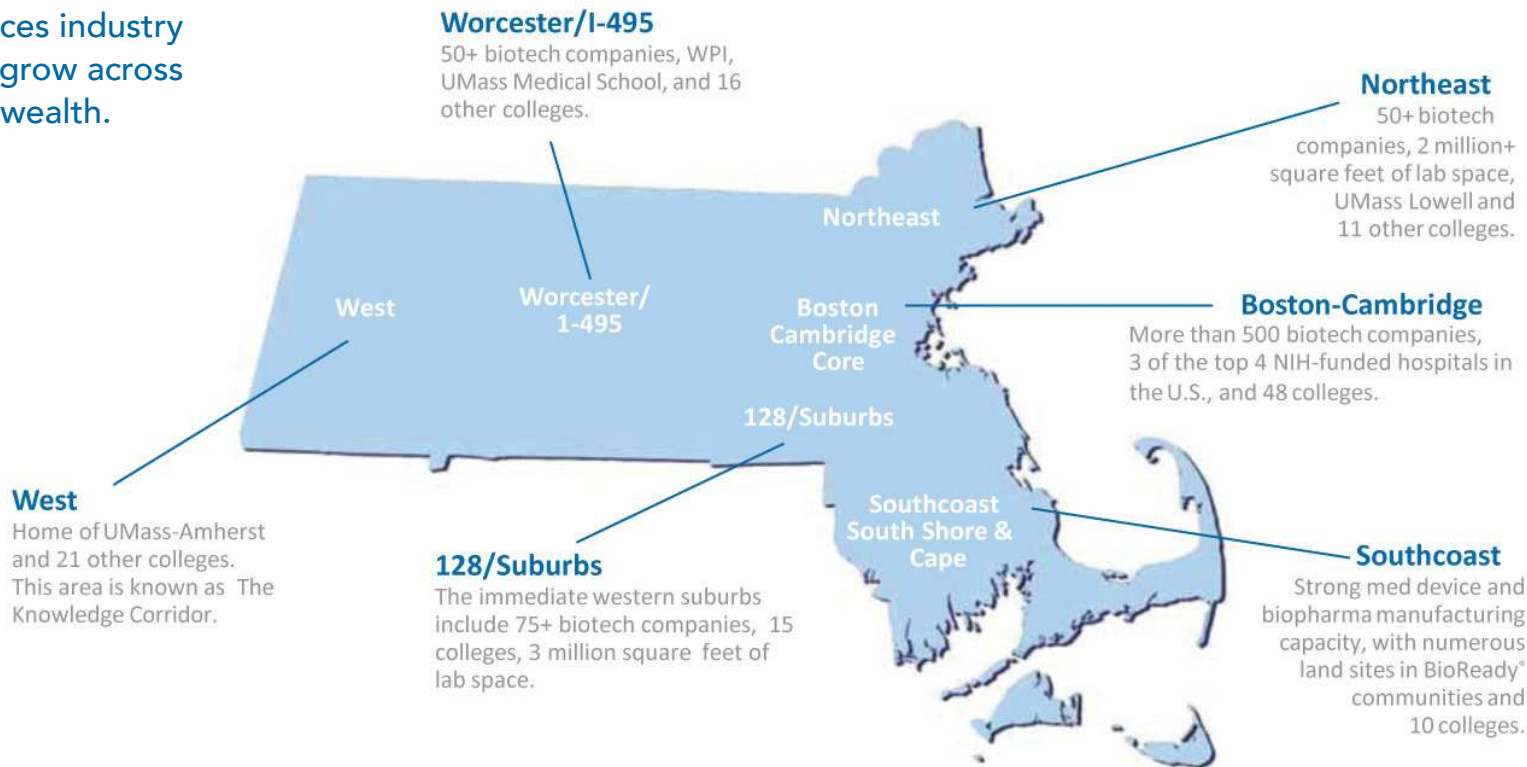 ces industry
grow across
wealth.
Worcester/I-495
50+ biotech companies, WPI,
UMass Medical School, and 16
other colleges.
Northeast
50+ biotech
companies, 2 million+
square feet of lab space,
UMass Lowell and
11 other colleges.
Northeast
West
Worcester/
1-495
Boston
Cambridge
Core
Boston-Cambridge
More than 500 biotech companies,
3 of the top 4 NIH-funded hospitals in
the U.S., and 48 colleges.
128/Suburbs
West
Home of UMass-Amherst
and 21 other colleges.
This area is known as The
Knowledge Corridor.
128/Suburbs
The immediate western suburbs
include 75+ biotech companies, 15
colleges, 3 million square feet of
lab space.
Southcoast
South Shore &
Cape
Southcoast
Strong med device and
biopharma manufacturing
capacity, with numerous
land sites in BioReady®
communities and
10 colleges.